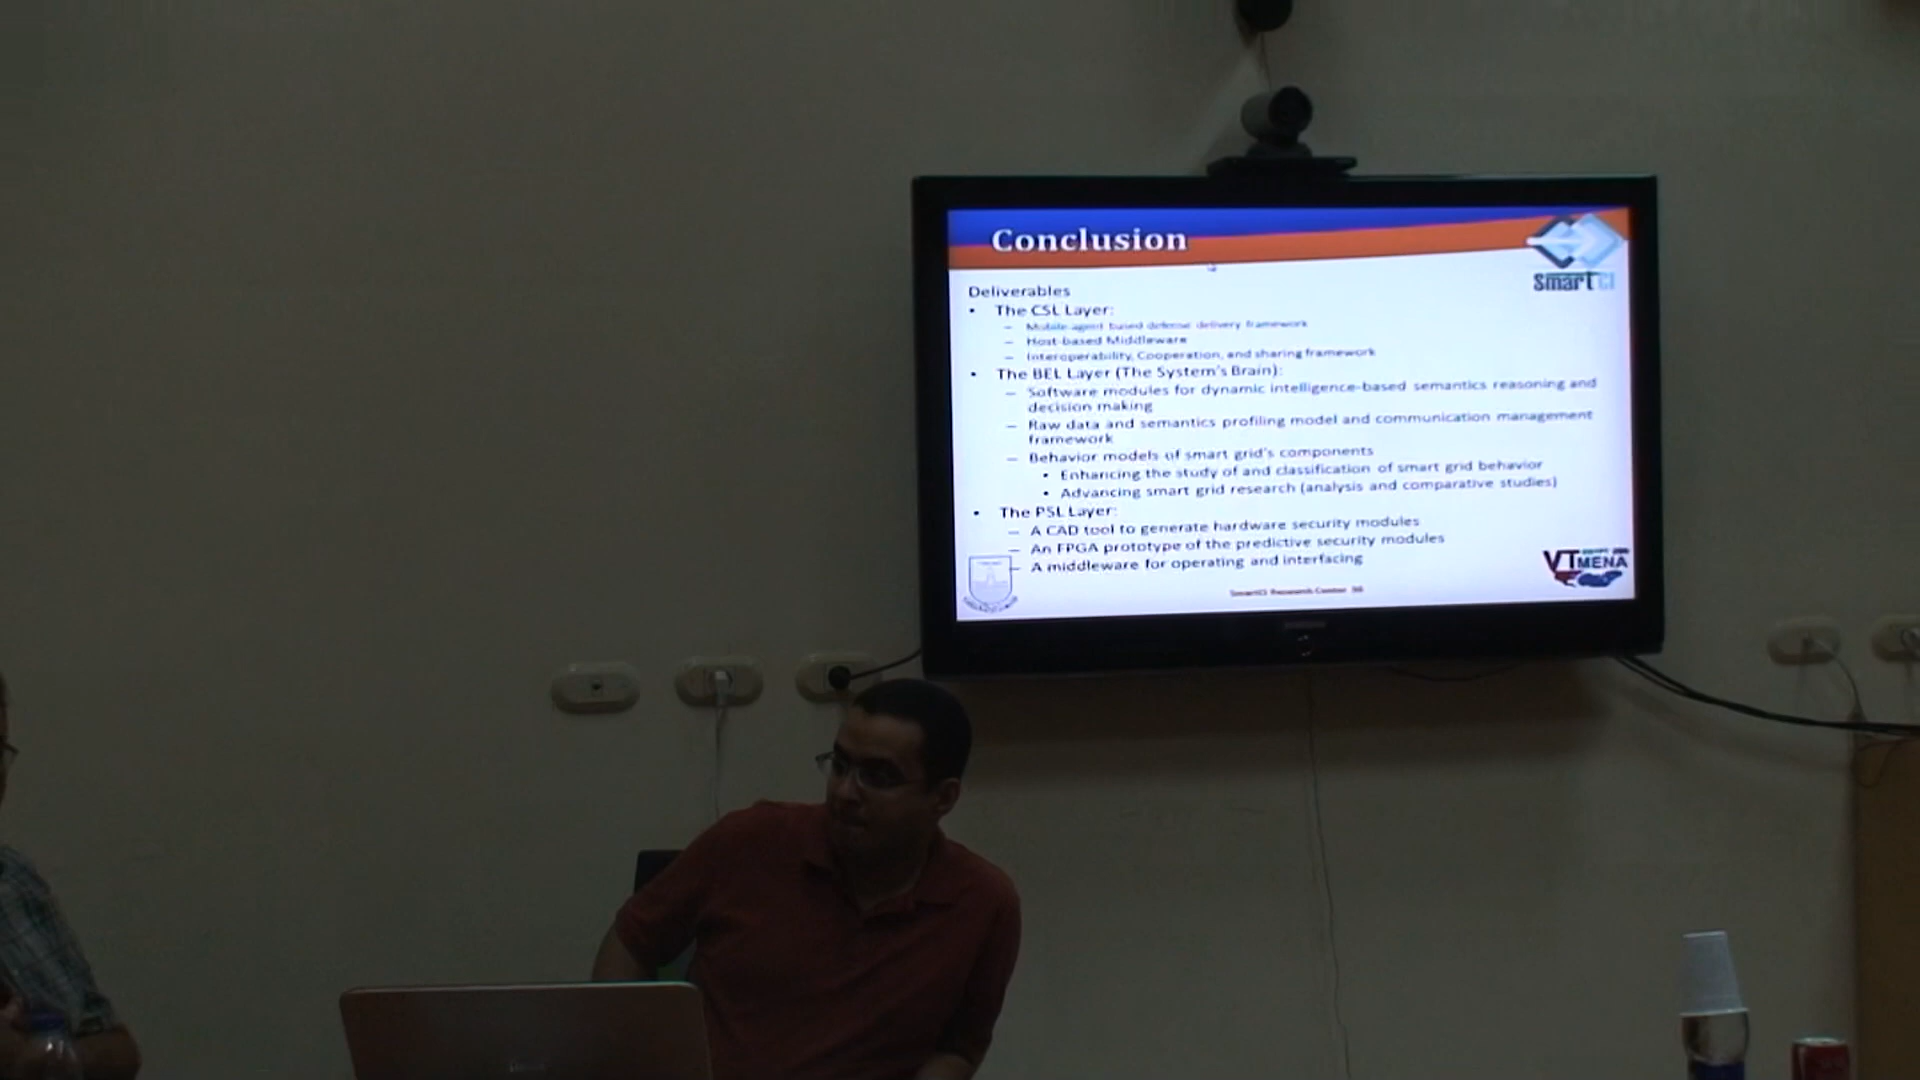 Conclusion
smartCI
Deliverables
• The CSL Layer:
– Mobile agent based defense delivery framework
– Host-based Middleware
– Interoperability, Cooperation, and sharing framework
• The BEL Layer (The System's Brain):
– Software modules for dynamic intelligence-based semantics reasoning and
decision making
– Raw data and semantics profiling model and communication management
framework
– Behavior models of smart grid's components
• Enhancing the study of and classification of smart grid behavior
• Advancing smart grid research (analysis and comparative studies)
• The PSL Layer:
– A CAD tool to generate hardware security modules
– An FPGA prototype of the predictive security modules
– A middleware for operating and interfacing
VT MENA
SmartCI Research Center